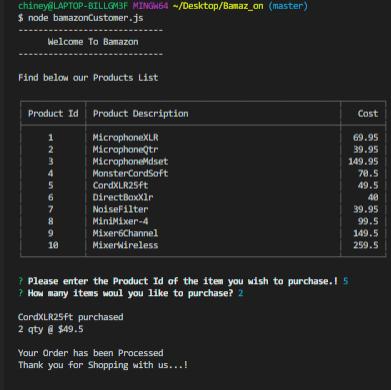 chiney@LAPTOP-BILLGM3F MINGW64 ~/Desktop/Bamaz_on (master)
$ node bamazonCustomer.js
----------------------------
Welcome To Bamazon
----------------------------
Find below our Products List
Product Id Product Description Cost
1 MicrophoneXLR 69.95
2 MicrophoneQtr 39.95
3 MicrophoneMdset 149.95
4 MonsterCordSoft 70.5
5 CordXLR25ft 49.5
6 DirectBoxXlr 40
7 NoiseFilter 39.95
8 MiniMixer-4 99.5
9 Mixer6Channel 149.5
10 MixerWireless 259.5
? Please enter the Product Id of the item you wish to purchase.! 5
? How many items woul you like to purchase? 2
CordXLR25ft purchased
2 qty @ $49.5
Your Order has been Processed
Thank you for Shopping with us...!